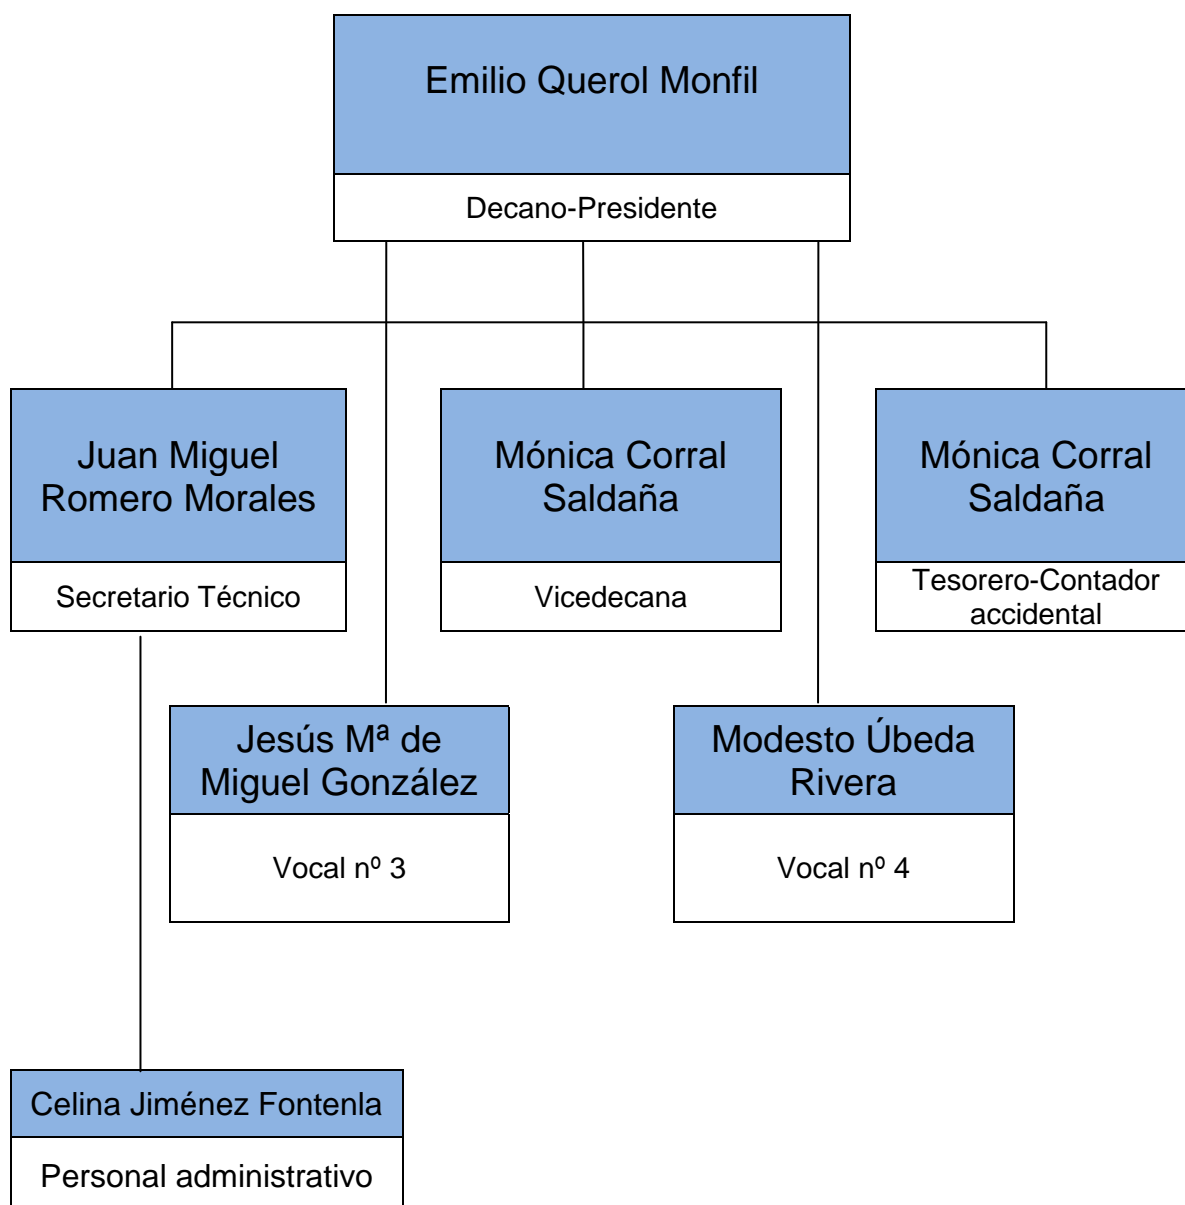 Emilio Querol Monfil
Decano-Presidente
Juan Miguel
Romero Morales
Secretario Técnico
Mónica Corral
Saldaña
Vicedecana
Mónica Corral
Saldaña
Tesorero-Contador
accidental
Jesús Mª de
Miguel González
Vocal nº 3
Modesto Úbeda
Rivera
Vocal nº 4
Celina Jiménez Fontenla
Personal administrativo